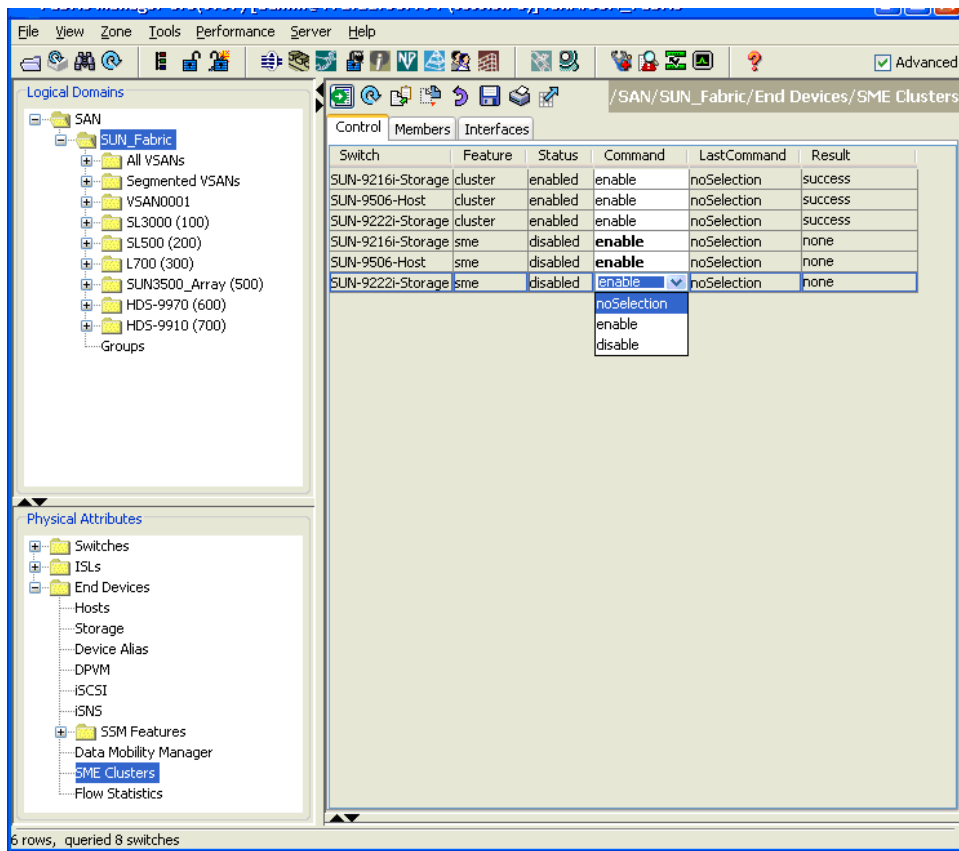 File View Zone Tools Performance Server Help
Advanced
Logical Domains
SAN
SUN_Fabric
All VSANs
Segmented VSANs
VSAN0001
SL3000 (100)
SL500 (200)
L700 (300)
SUN3500_Array (500)
HDS-9970 (600)
HDS-9910 (700)
Groups
Physical Attributes
Switches
ISLs
End Devices
Hosts
Storage
Device Alias
DPVM
iSCSI
iSNS
SSM Features
Data Mobility Manager
SME Clusters
Flow Statistics
/SAN/SUN_Fabric/End Devices/SME Clusters
Control Members Interfaces
Switch Feature Status Command LastCommand Result
SUN-9216i-Storage cluster enabled enable noSelection success
SUN-9506-Host cluster enabled enable noSelection success
SUN-9222i-Storage cluster enabled enable noSelection success
SUN-9216i-Storage sme disabled enable noSelection none
SUN-9506-Host sme disabled enable noSelection none
SUN-9222i-Storage sme disabled enable noSelection none
noSelection
enable
disable
6 rows, queried 8 switches